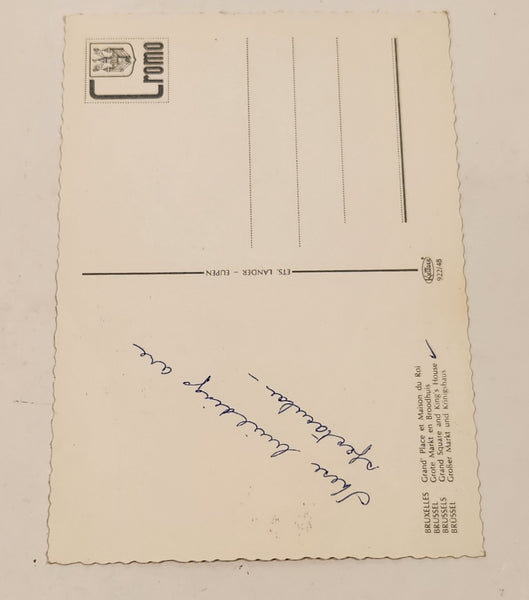 BRUXELLES Grand' Place et Maison du Roi
BRUSSEL Grote Markt en Broodhuis
BRUSSELS Grand Square and King's House
BRÜSSEL Großer Markt und Königshaus
These buildings are
spectacular –
ETS. LANDER – EUPEN
922/48
Cromo